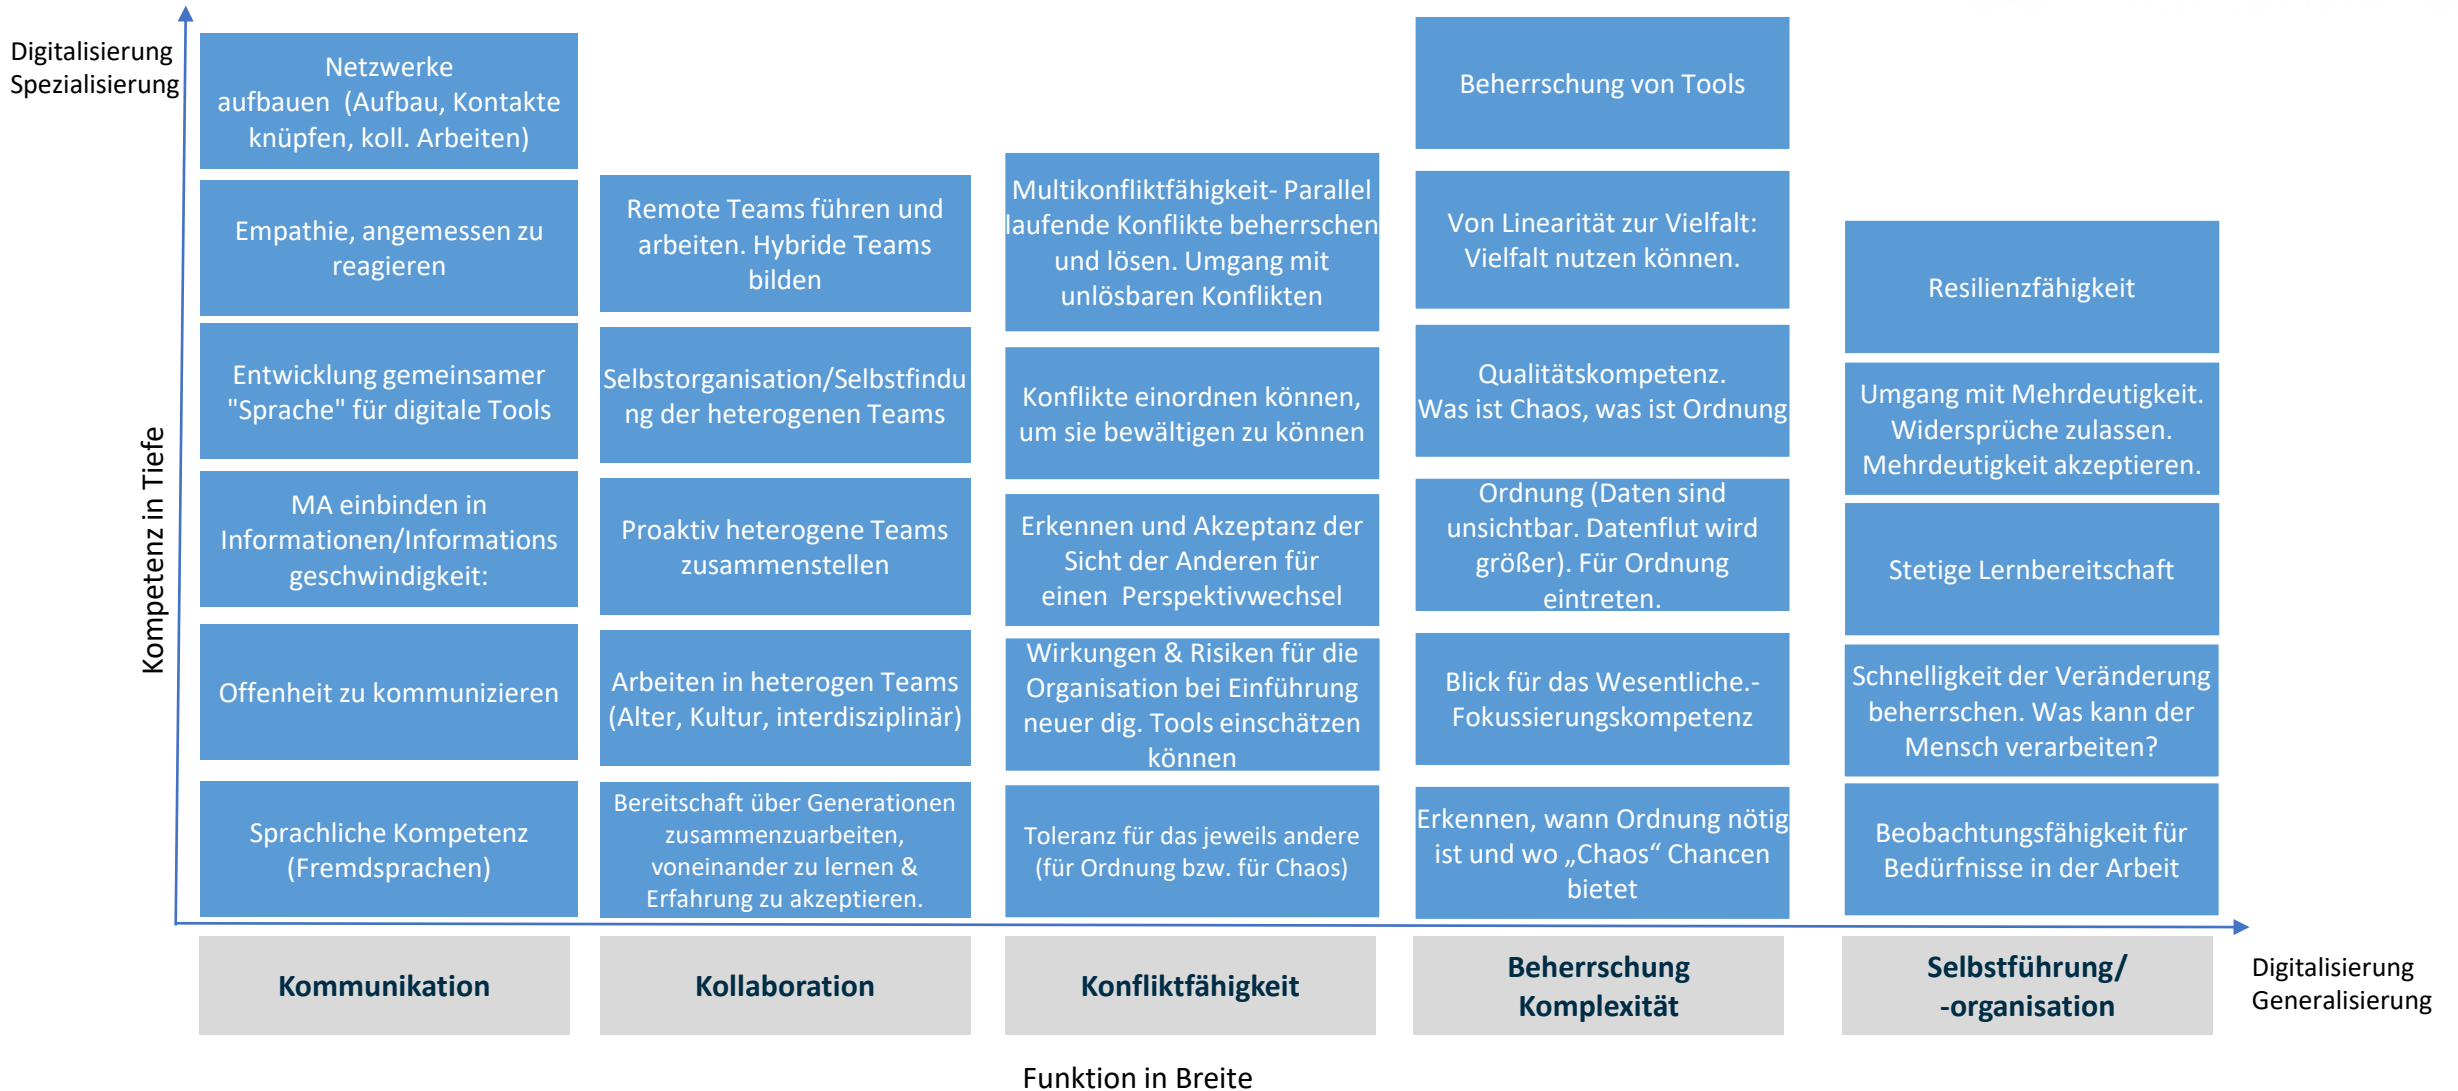 Digitalisierung
Spezialisierung
Kompetenz in Tiefe
Netzwerke
aufbauen  (Aufbau, Kontakte
knüpfen, koll. Arbeiten)
Empathie, angemessen zu
reagieren
Entwicklung gemeinsamer
"Sprache" für digitale Tools
MA einbinden in
Informationen/Informations
geschwindigkeit:
Offenheit zu kommunizieren
Sprachliche Kompetenz
(Fremdsprachen)
Kommunikation
Remote Teams führen und
arbeiten. Hybride Teams
bilden
Selbstorganisation/Selbstfindu
ng der heterogenen Teams
Proaktiv heterogene Teams
zusammenstellen
Arbeiten in heterogen Teams
(Alter, Kultur, interdisziplinär)
Bereitschaft über Generationen
zusammenzuarbeiten,
voneinander zu lernen &
Erfahrung zu akzeptieren.
Kollaboration
Multikonfliktfähigkeit- Parallel
laufende Konflikte beherrschen
und lösen. Umgang mit
unlösbaren Konflikten
Konflikte einordnen können,
um sie bewältigen zu können
Erkennen und Akzeptanz der
Sicht der Anderen für
einen  Perspektivwechsel
Wirkungen & Risiken für die
Organisation bei Einführung
neuer dig. Tools einschätzen
können
Toleranz für das jeweils andere
(für Ordnung bzw. für Chaos)
Konfliktfähigkeit
Beherrschung von Tools
Von Linearität zur Vielfalt:
Vielfalt nutzen können.
Qualitätskompetenz.
Was ist Chaos, was ist Ordnung
Ordnung (Daten sind
unsichtbar. Datenflut wird
größer). Für Ordnung
eintreten.
Blick für das Wesentliche.-
Fokussierungskompetenz
Erkennen, wann Ordnung nötig
ist und wo „Chaos“ Chancen
bietet
Beherrschung
Komplexität
Resilienzfähigkeit
Umgang mit Mehrdeutigkeit.
Widersprüche zulassen.
Mehrdeutigkeit akzeptieren.
Stetige Lernbereitschaft
Schnelligkeit der Veränderung
beherrschen. Was kann der
Mensch verarbeiten?
Beobachtungsfähigkeit für
Bedürfnisse in der Arbeit
Selbstführung/
-organisation
Digitalisierung
Generalisierung
Funktion in Breite